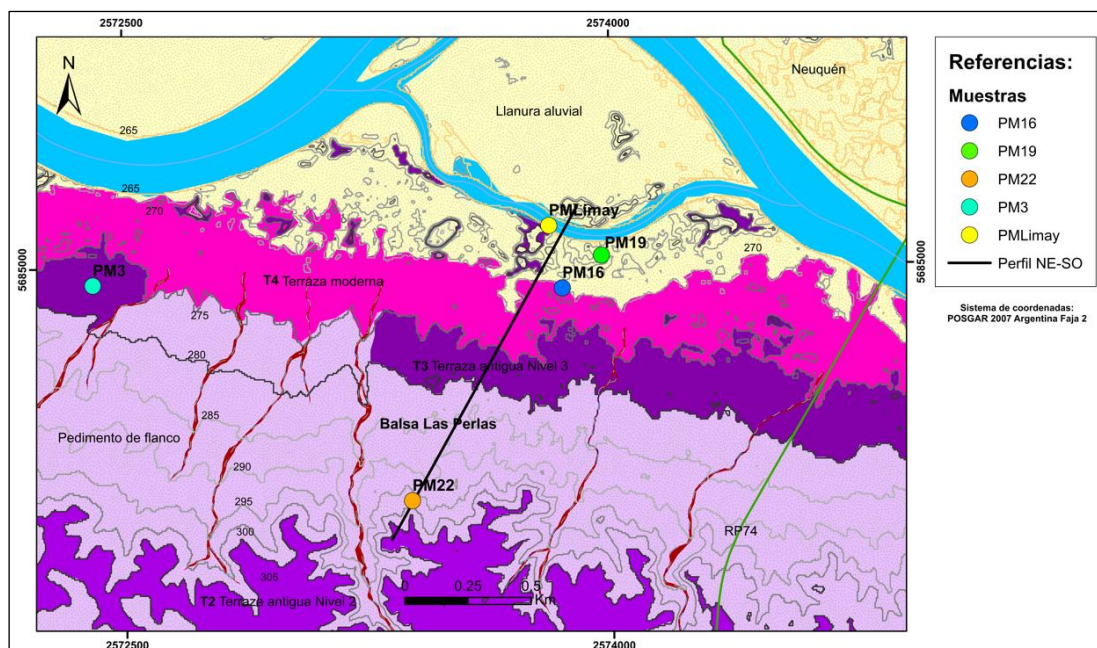 2572500
2574000
N
Neuquén
Llanura aluvial
265
265
270
PMLimay
PM19
270
PM16
5685000
5685000
PM3
T4 Terraza moderna
275
280
T3 Terraza antigua Nivel 3
285
Balsa Las Perlas
Pedimento de flanco
290
PM22
295
300
RP74
305
T2 Terraza antigua Nivel 2
0 0.25 0.5
Km
2572500
2574000
Referencias:
Muestras
PM16
PM19
PM22
PM3
PMLimay
Perfil NE-SO
Sistema de coordenadas:
POSGAR 2007 Argentina Faja 2